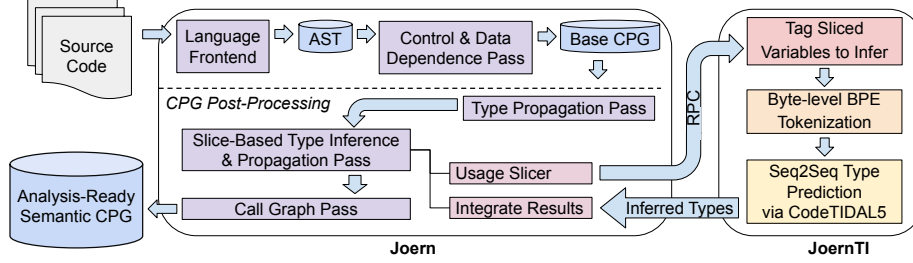 Source
Code
Language
Frontend
AST
Control & Data
Dependence Pass
Base CPG
CPG Post-Processing
Type Propagation Pass
Slice-Based Type Inference
& Propagation Pass
Usage Slicer
Call Graph Pass
Integrate Results
Analysis-Ready
Semantic CPG
Joern
RPC
Inferred Types
Tag Sliced
Variables to Infer
Byte-level BPE
Tokenization
Seq2Seq Type
Prediction
via CodeTIDAL5
JoernTI